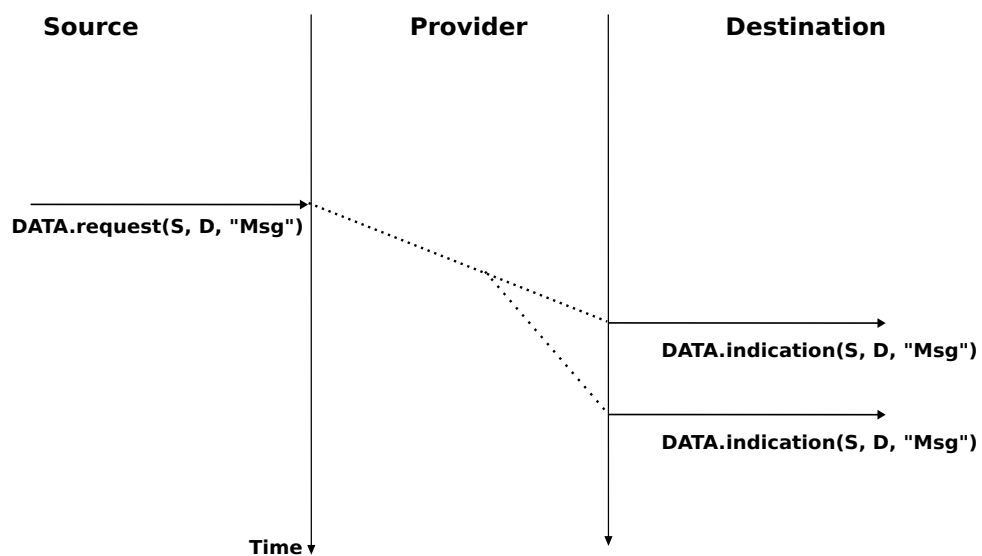 Source
Provider
Destination
DATA.request(S, D, "Msg")
DATA.indication(S, D, "Msg")
DATA.indication(S, D, "Msg")
Time